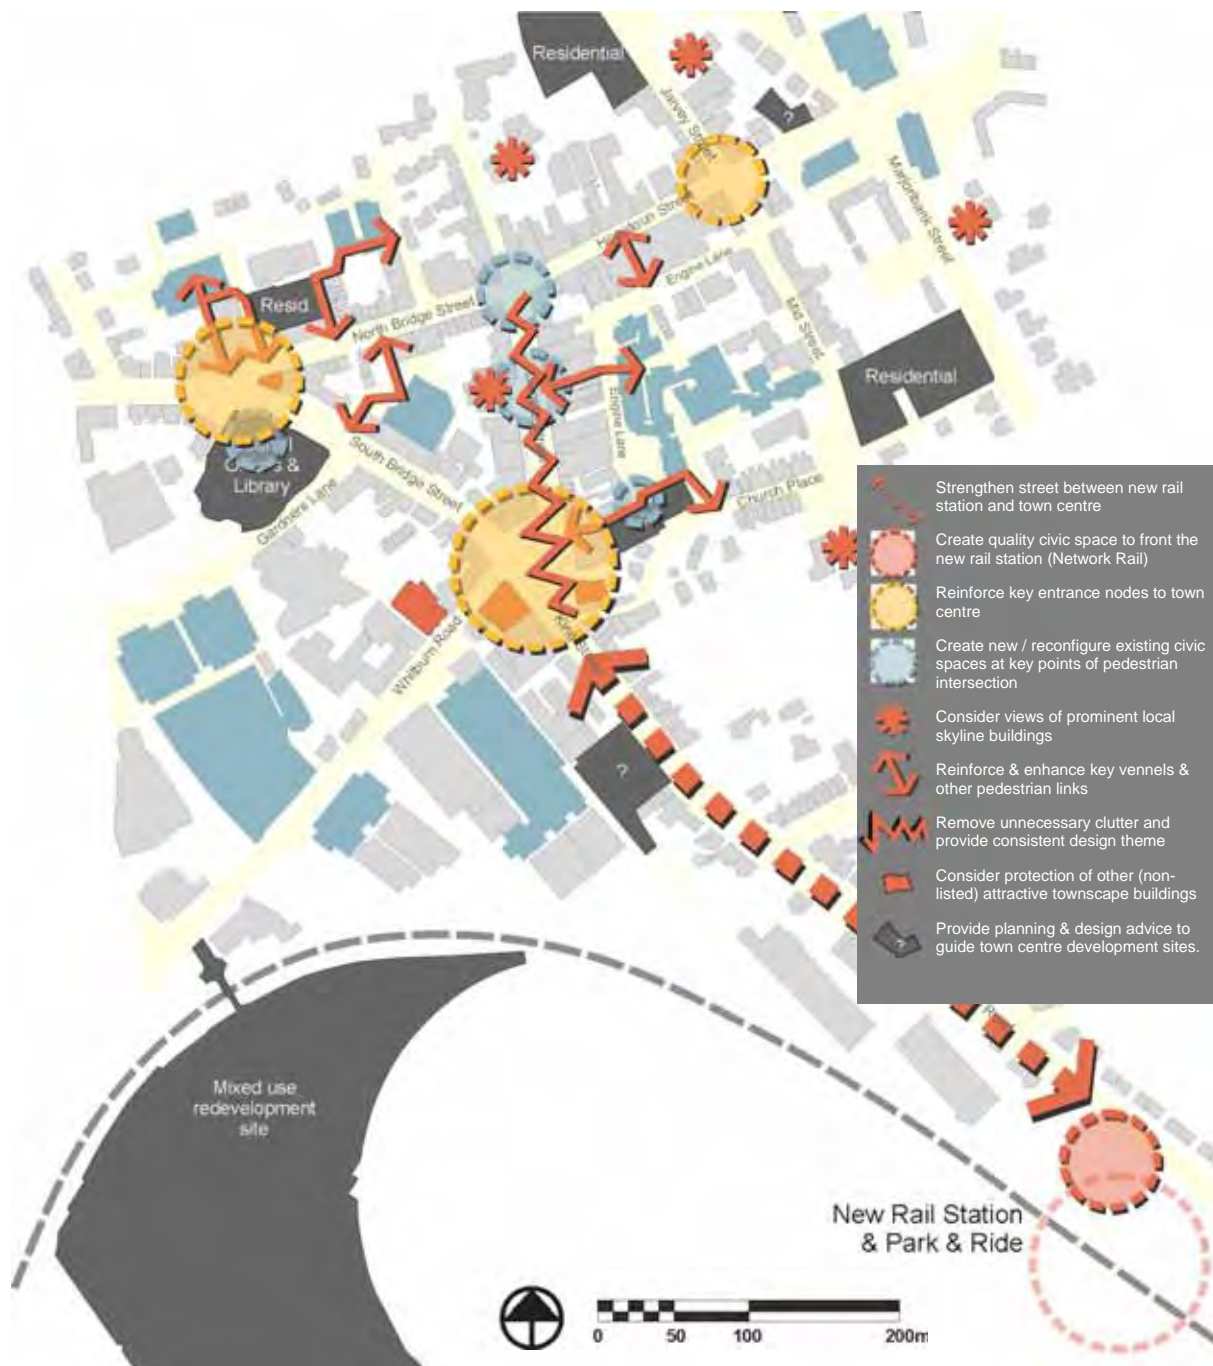 Residential
Jarvey Street
?
Marjoribank Street
Street
Engine Lane
Resid
North Bridge Street
Mid Street
Residential
Engine Lane
South Bridge Street
& 
Library
Gardners Lane
Church Place
Whitburn Road
?
Strengthen street between new rail
station and town centre
Create quality civic space to front the
new rail station (Network Rail)
Reinforce key entrance nodes to town
centre
Create new / reconfigure existing civic
spaces at key points of pedestrian
intersection
Consider views of prominent local
skyline buildings
Reinforce & enhance key vennels &
other pedestrian links
Remove unnecessary clutter and
provide consistent design theme
Consider protection of other (non-
listed) attractive townscape buildings
?
Provide planning & design advice to
guide town centre development sites.
Mixed use
redevelopment
site
New Rail Station
& Park & Ride
0 50 100 200m